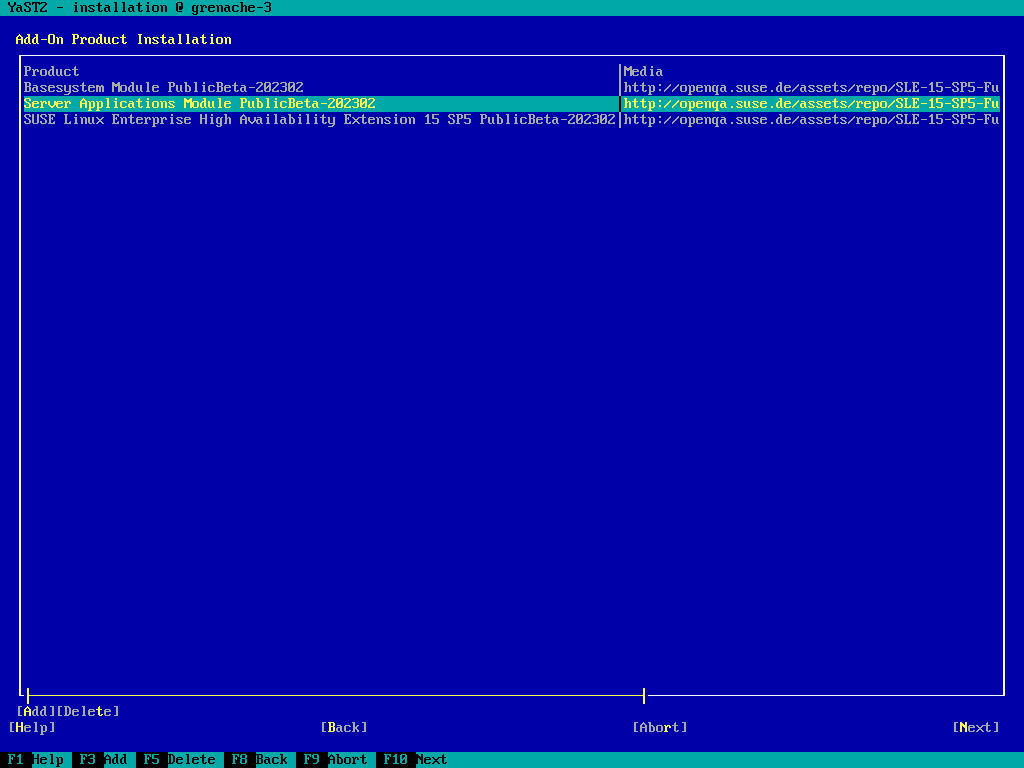 YaST2 - installation @ grenache-3
Add-On Product Installation
Product Media
Basesystem Module PublicBeta-202302 http://openqa.suse.de/assets/repo/SLE-15-SP5-Fu
Server Applications Module PublicBeta-202302 http://openqa.suse.de/assets/repo/SLE-15-SP5-Fu
SUSE Linux Enterprise High Availability Extension 15 SP5 PublicBeta-202302 http://openqa.suse.de/assets/repo/SLE-15-SP5-Fu
[Add][Delete]
[Help] [Back] [Abort] [Next]
F1 Help F3 Add F5 Delete F8 Back F9 Abort F10 Next